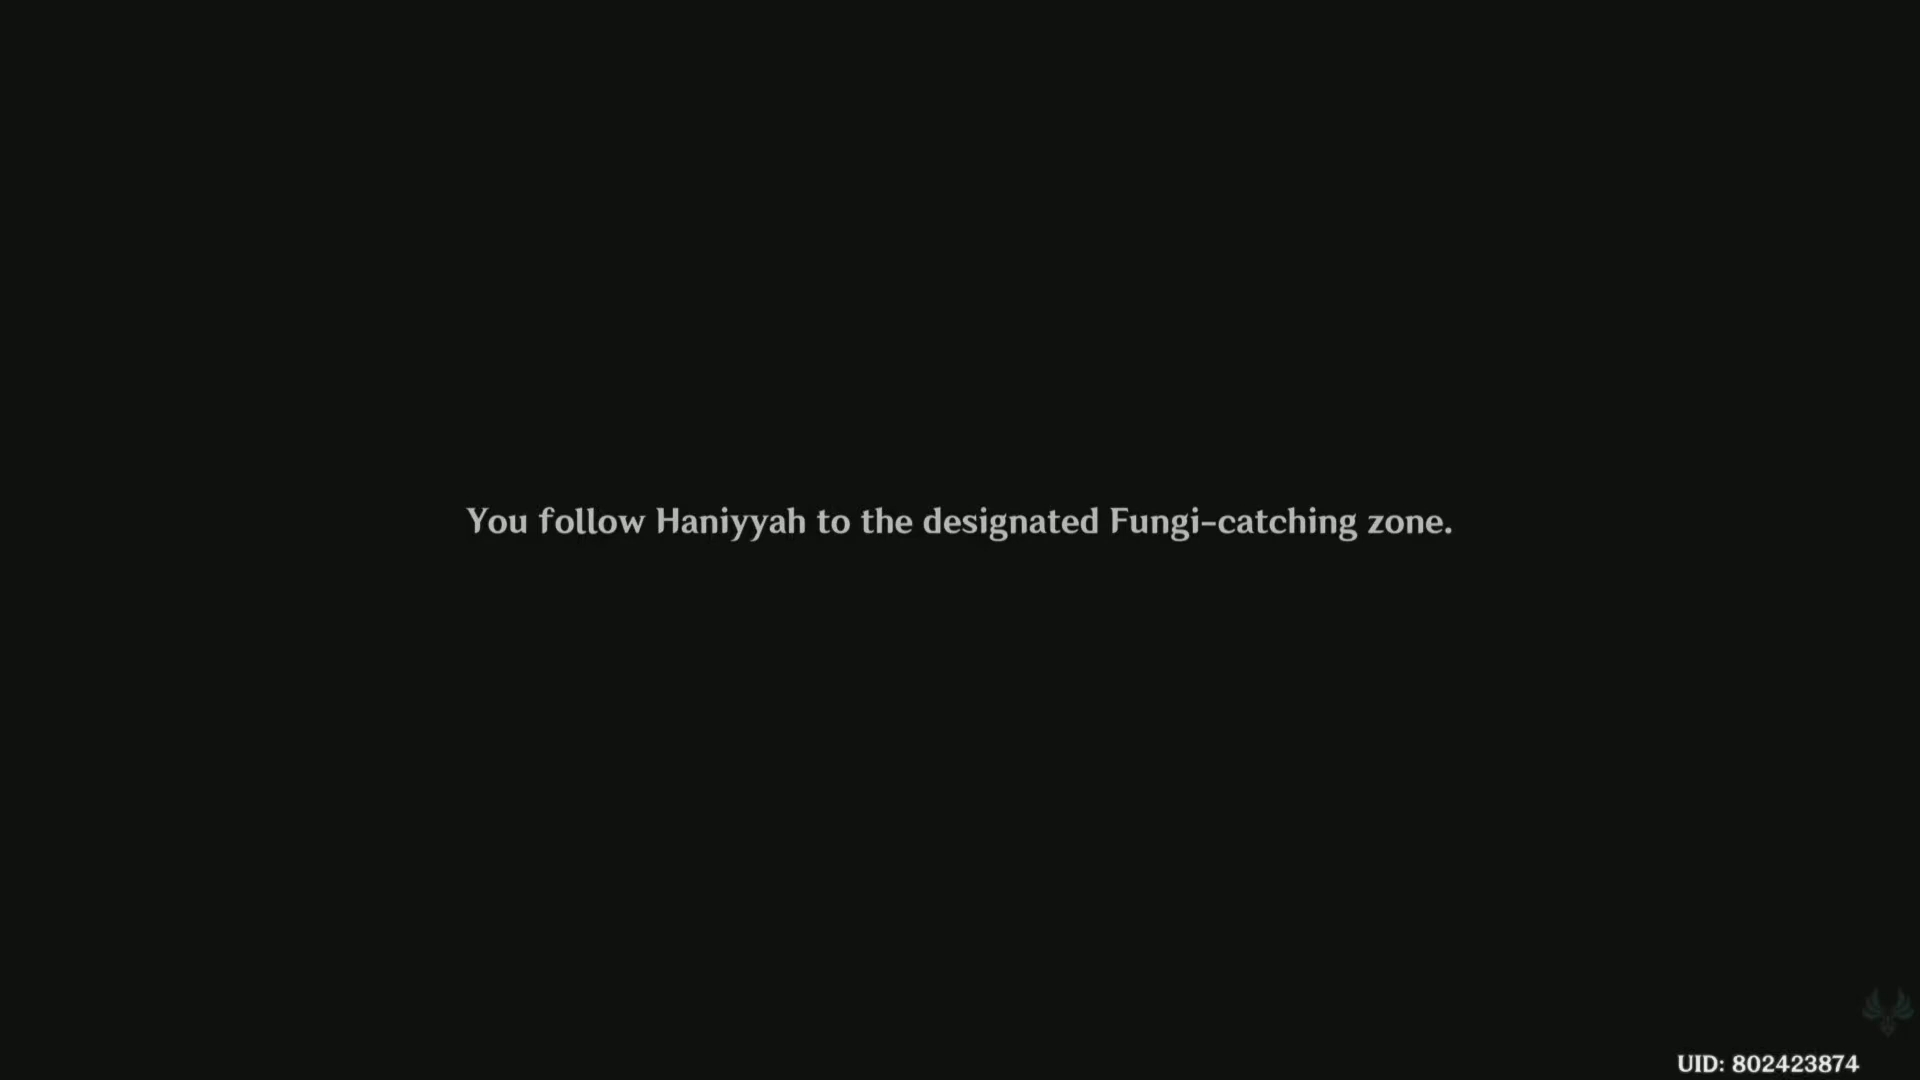 You follow Haniyyah to the designated Fungi-catching zone.
UID: 802423874